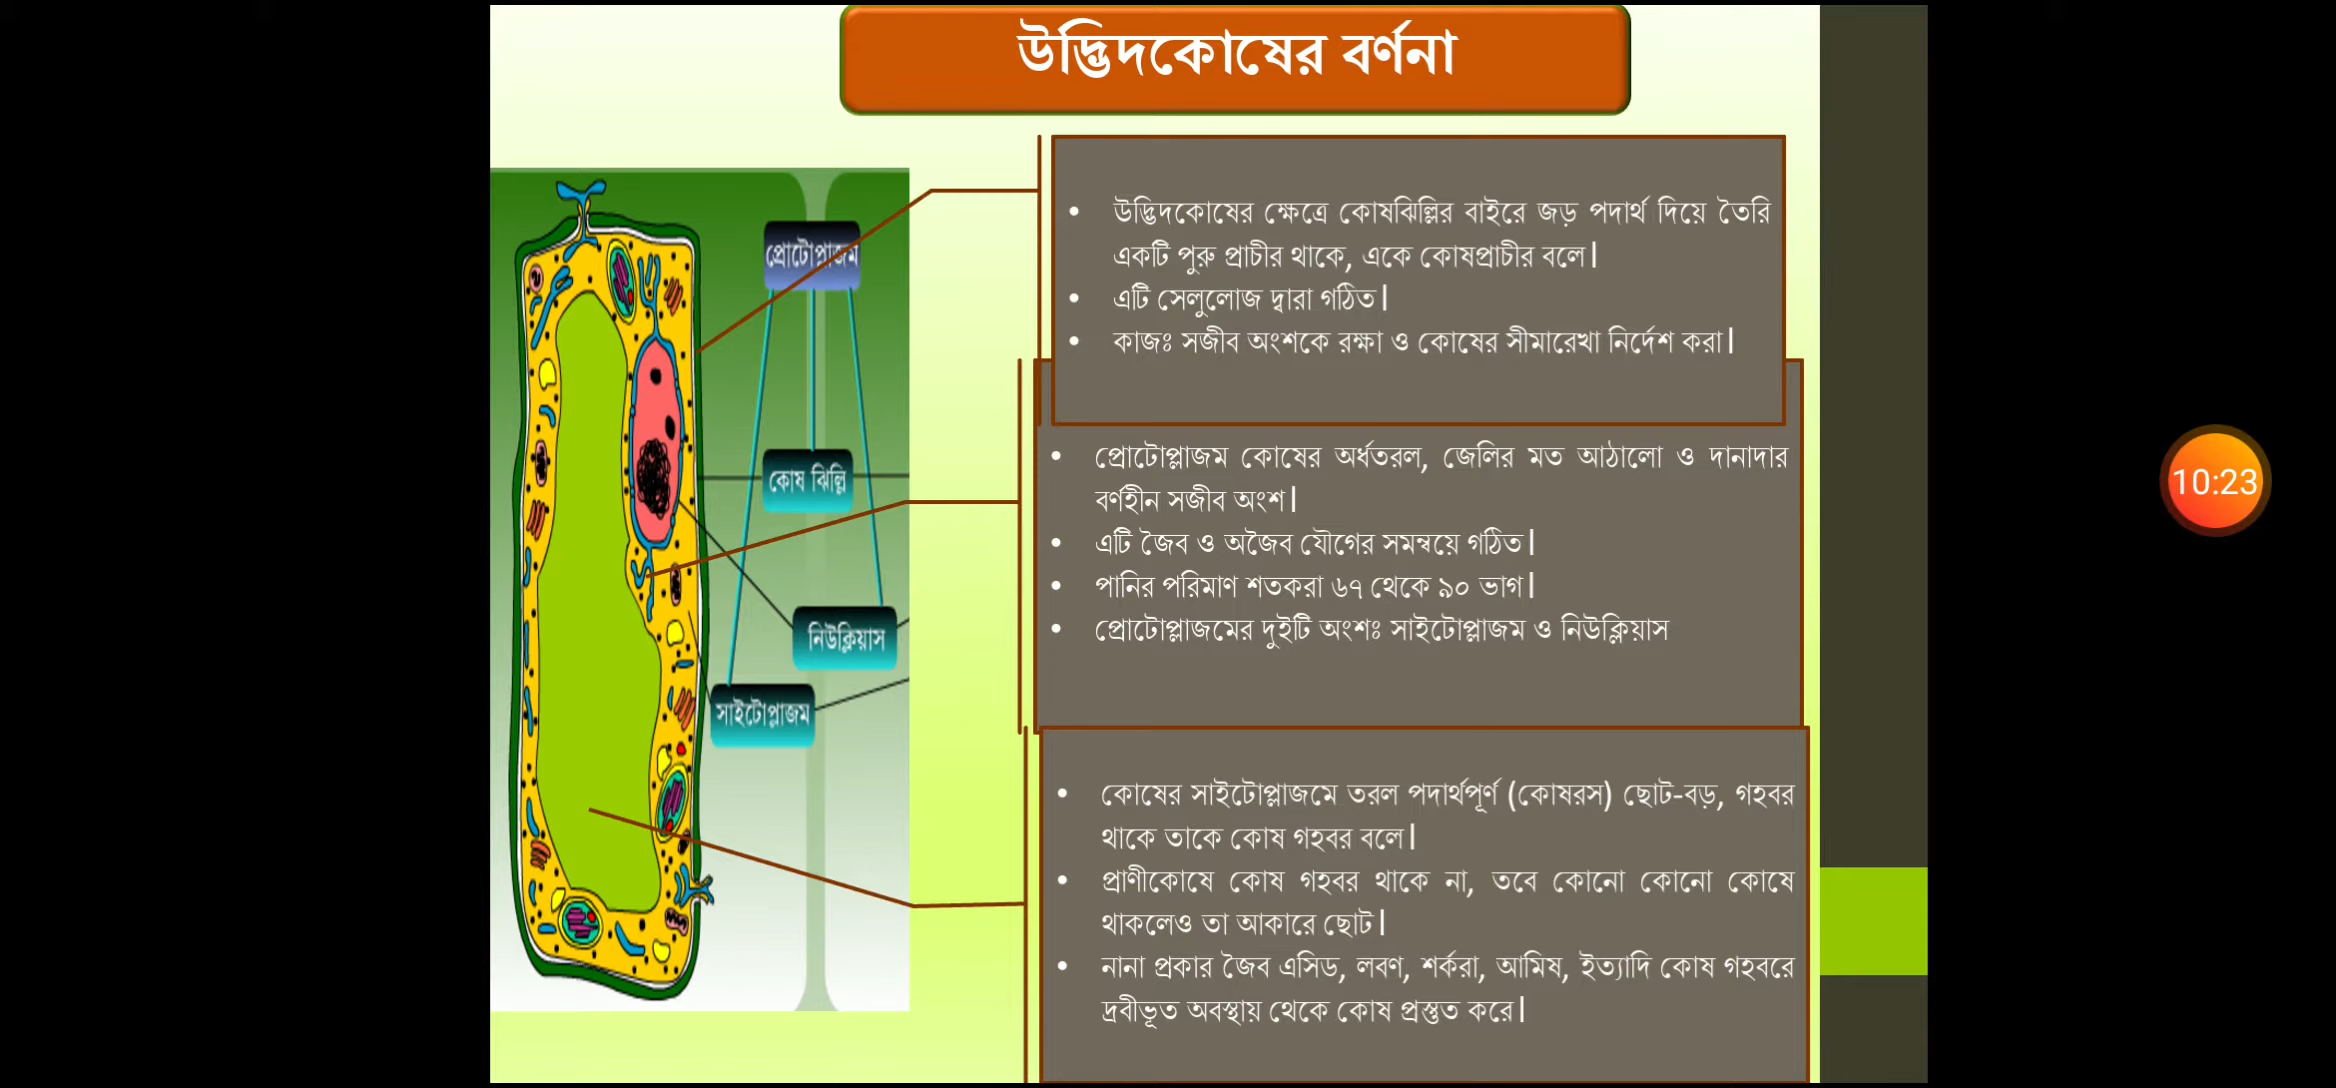 উদ্ভিদকোষের বর্ণনা
প্রোটোপ্লাজম
কোষ ঝিল্লি
নিউক্লিয়াস
সাইটোপ্লাজম
• উদ্ভিদকোষের ক্ষেত্রে কোষঝিল্লির বাইরে জড় পদার্থ দিয়ে তৈরি
একটি পুরু প্রাচীর থাকে, একে কোষপ্রাচীর বলে।
• এটি সেলুলোজ দ্বারা গঠিত।
• কাজঃ সজীব অংশকে রক্ষা ও কোষের সীমারেখা নির্দেশ করা।
• প্রোটোপ্লাজম কোষের অর্ধতরল, জেলির মত আঠালো ও দানাদার
বর্ণহীন সজীব অংশ।
• এটি জৈব ও অজৈব যৌগের সমন্বয়ে গঠিত।
• পানির পরিমাণ শতকরা ৬৭ থেকে ৯০ ভাগ।
• প্রোটোপ্লাজমের দুইটি অংশঃ সাইটোপ্লাজম ও নিউক্লিয়াস
• কোষের সাইটোপ্লাজমে তরল পদার্থপূর্ণ (কোষরস) ছোট-বড়, গহবর
থাকে তাকে কোষ গহবর বলে।
• প্রাণীকোষে কোষ গহবর থাকে না, তবে কোনো কোনো কোষে
থাকলেও তা আকারে ছোট।
• নানা প্রকার জৈব এসিড, লবণ, শর্করা, আমিষ, ইত্যাদি কোষ গহবরে
দ্রবীভূত অবস্থায় থেকে কোষ প্রস্তুত করে।
10:23